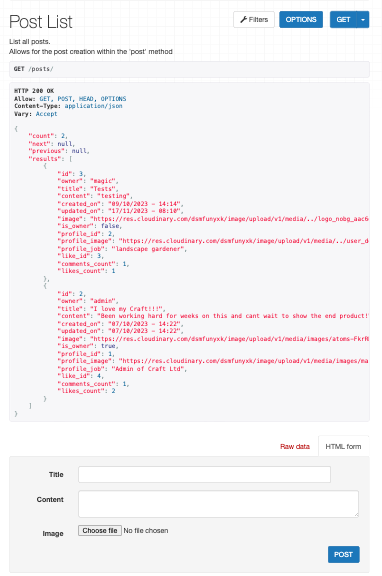 Post List
Filters
OPTIONS
GET
List all posts.
Allows for the post creation within the 'post' method
GET /posts/
HTTP 200 OK
Allow: GET, POST, HEAD, OPTIONS
Content-Type: application/json
Vary: Accept
{
"count": 2,
"next": null,
"previous": null,
"results": [
{
"id": 3,
"owner": "magic",
"title": "Tests",
"content": "testing",
"created_on": "09/10/2023 - 14:14",
"updated_on": "17/11/2023 - 08:10",
"image": "https://res.cloudinary.com/dsmfunyxk/image/upload/v1/media/../logo_nobg_aac6
"is_owner": false,
"profile_id": 2,
"profile_image": "https://res.cloudinary.com/dsmfunyxk/image/upload/v1/media/../user_d
"profile_job": "landscape gardener",
"like_id": 3,
"comments_count": 1,
"likes_count": 1
},
{
"id": 2,
"owner": "admin",
"title": "I love my Craft!!!",
"content": "Been working hard for weeks on this and cant wait to show the end product!
"created_on": "07/10/2023 - 14:22",
"updated_on": "07/10/2023 - 14:22",
"image": "https://res.cloudinary.com/dsmfunyxk/image/upload/v1/media/images/atoms-FkrR
"is_owner": true,
"profile_id": 1,
"profile_image": "https://res.cloudinary.com/dsmfunyxk/image/upload/v1/media/images/ma
"profile_job": "Admin of Craft Ltd",
"like_id": 4,
"comments_count": 1,
"likes_count": 2
}
]
}
Raw data
HTML form
Title
Content
Image
Choose file No file chosen
POST